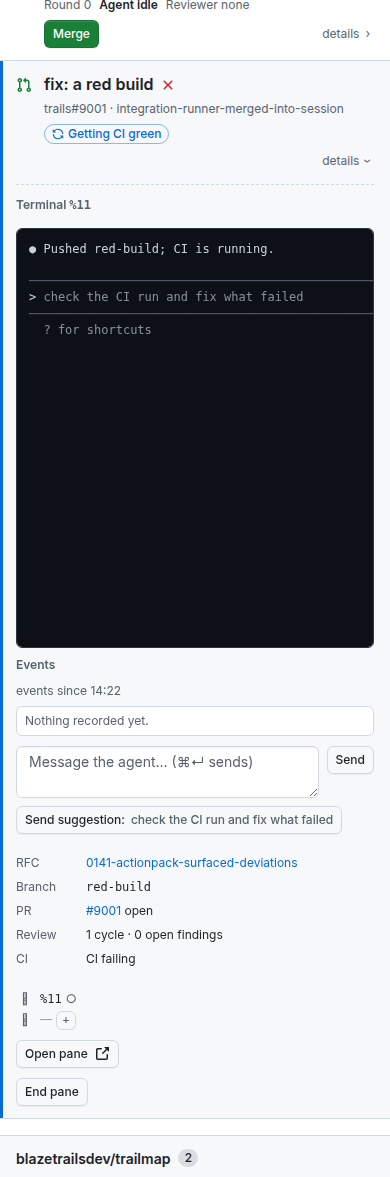 Round 0 Agent idle Reviewer none
Merge
details ›
fix: a red build ✕
trails#9001 · integration-runner-merged-into-session
Getting CI green
details
Terminal %11
● Pushed red-build; CI is running.
> check the CI run and fix what failed
? for shortcuts
Events
events since 14:22
Nothing recorded yet.
Message the agent... (⌘↵ sends)
Send
Send suggestion: check the CI run and fix what failed
RFC 0141-actionpack-surfaced-deviations
Branch red-build
PR #9001 open
Review 1 cycle · 0 open findings
CI CI failing
%11 ○
— +
Open pane
End pane
blazetrailsdev/trailmap 2